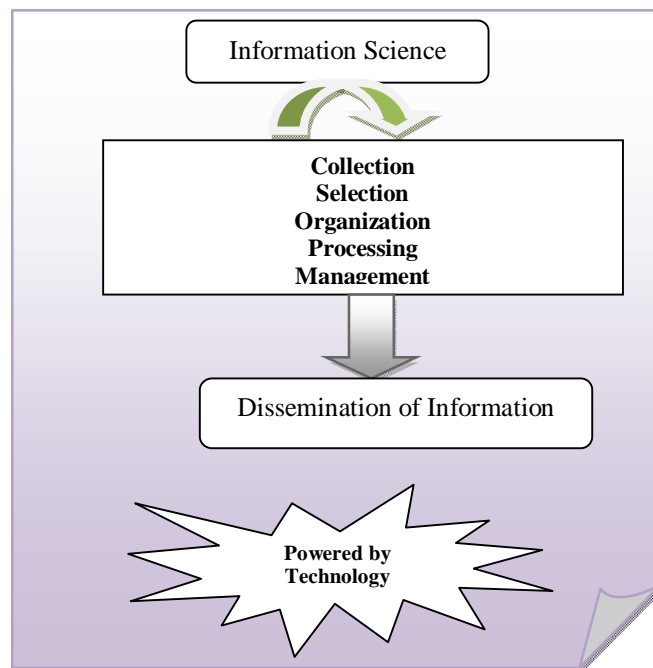 Information Science
Collection
Selection
Organization
Processing
Management
Dissemination of Information
Powered by
Technology